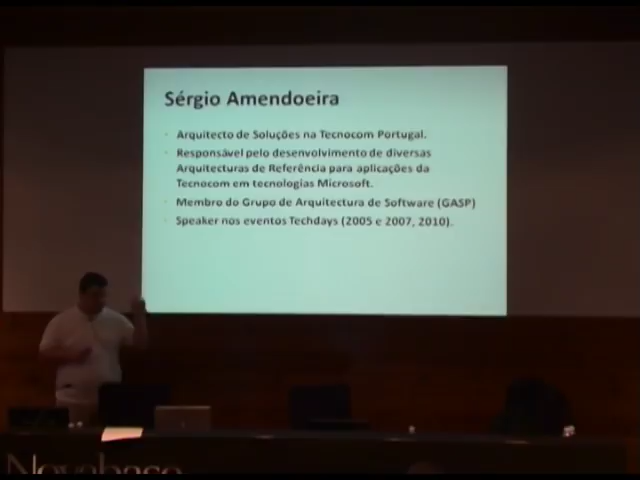 Sérgio Amendoeira
Arquitecto de Soluções na Tecnocom Portugal.
Responsável pelo desenvolvimento de diversas
Arquitecturas de Referência para aplicações da
Tecnocom em tecnologias Microsoft.
Membro do Grupo de Arquitectura de Software (GASP)
Speaker nos eventos Techdays (2005 e 2007, 2010).
Novabase